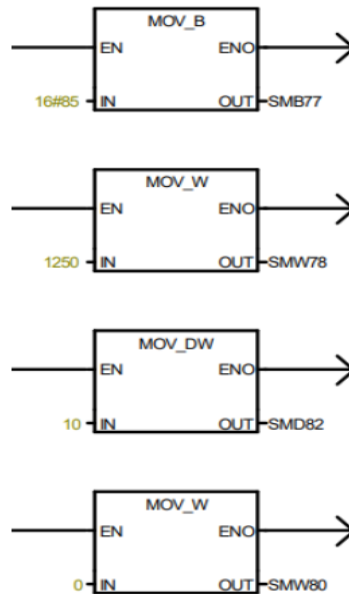 MOV_B
EN ENO
16#85 IN OUT SMB77
MOV_W
EN ENO
1250 IN OUT SMW78
MOV_DW
EN ENO
10 IN OUT SMD82
MOV_W
EN ENO
0 IN OUT SMW80